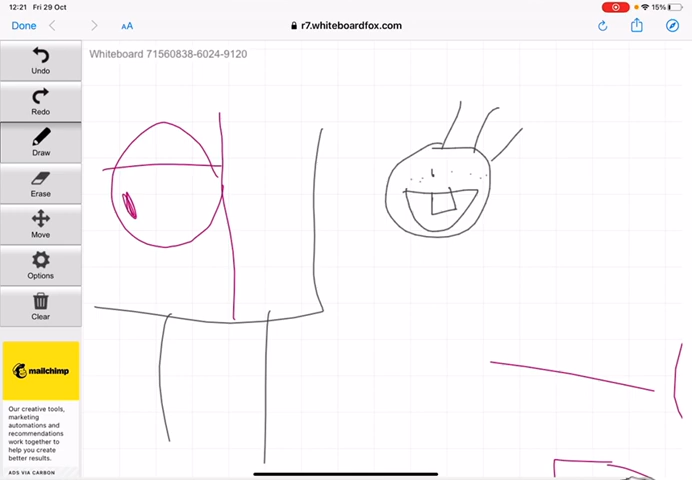 12:21 Fri 29 Oct
15%
Done
AA
r7.whiteboardfox.com
Whiteboard 71560838-6024-9120
Undo
Redo
Draw
Erase
Move
Options
Clear
mailchimp
Our creative tools,
marketing
automations and
recommendations
work together to
help you create
better results.
ADS VIA CARBON